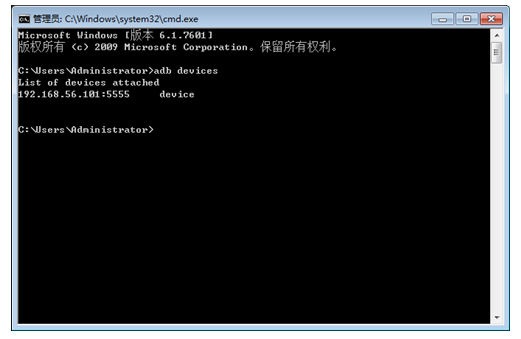 管理员: C:\Windows\system32\cmd.exe
Microsoft Windows [版本 6.1.7601]
版权所有 (c) 2009 Microsoft Corporation。保留所有权利。
C:\Users\Administrator>adb devices
List of devices attached
192.168.56.101:5555 device
C:\Users\Administrator>